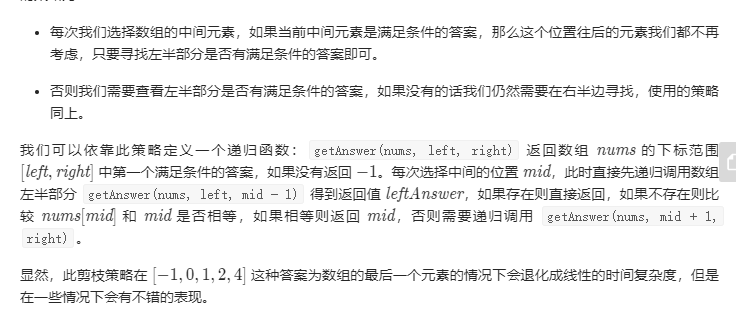 • 每次我们选择数组的中间元素，如果当前中间元素是满足条件的答案，那么这个位置往后的元素我们都不再
考虑，只要寻找左半部分是否有满足条件的答案即可。
• 否则我们需要查看左半部分是否有满足条件的答案，如果没有的话我们仍然需要在右半边寻找，使用的策略
同上。
我们可以依靠此策略定义一个递归函数： getAnswer(nums, left, right) 返回数组 nums 的下标范围
[left, right] 中第一个满足条件的答案，如果没有返回 −1。每次选择中间的位置 mid，此时直接先递归调用数组
左半部分 getAnswer(nums, left, mid - 1) 得到返回值 leftAnswer，如果存在则直接返回，如果不存在则比
较 nums[mid] 和 mid 是否相等，如果相等则返回 mid，否则需要递归调用 getAnswer(nums, mid + 1,
right) 。
显然，此剪枝策略在 [−1, 0, 1, 2, 4] 这种答案为数组的最后一个元素的情况下会退化成线性的时间复杂度，但是
在一些情况下会有不错的表现。